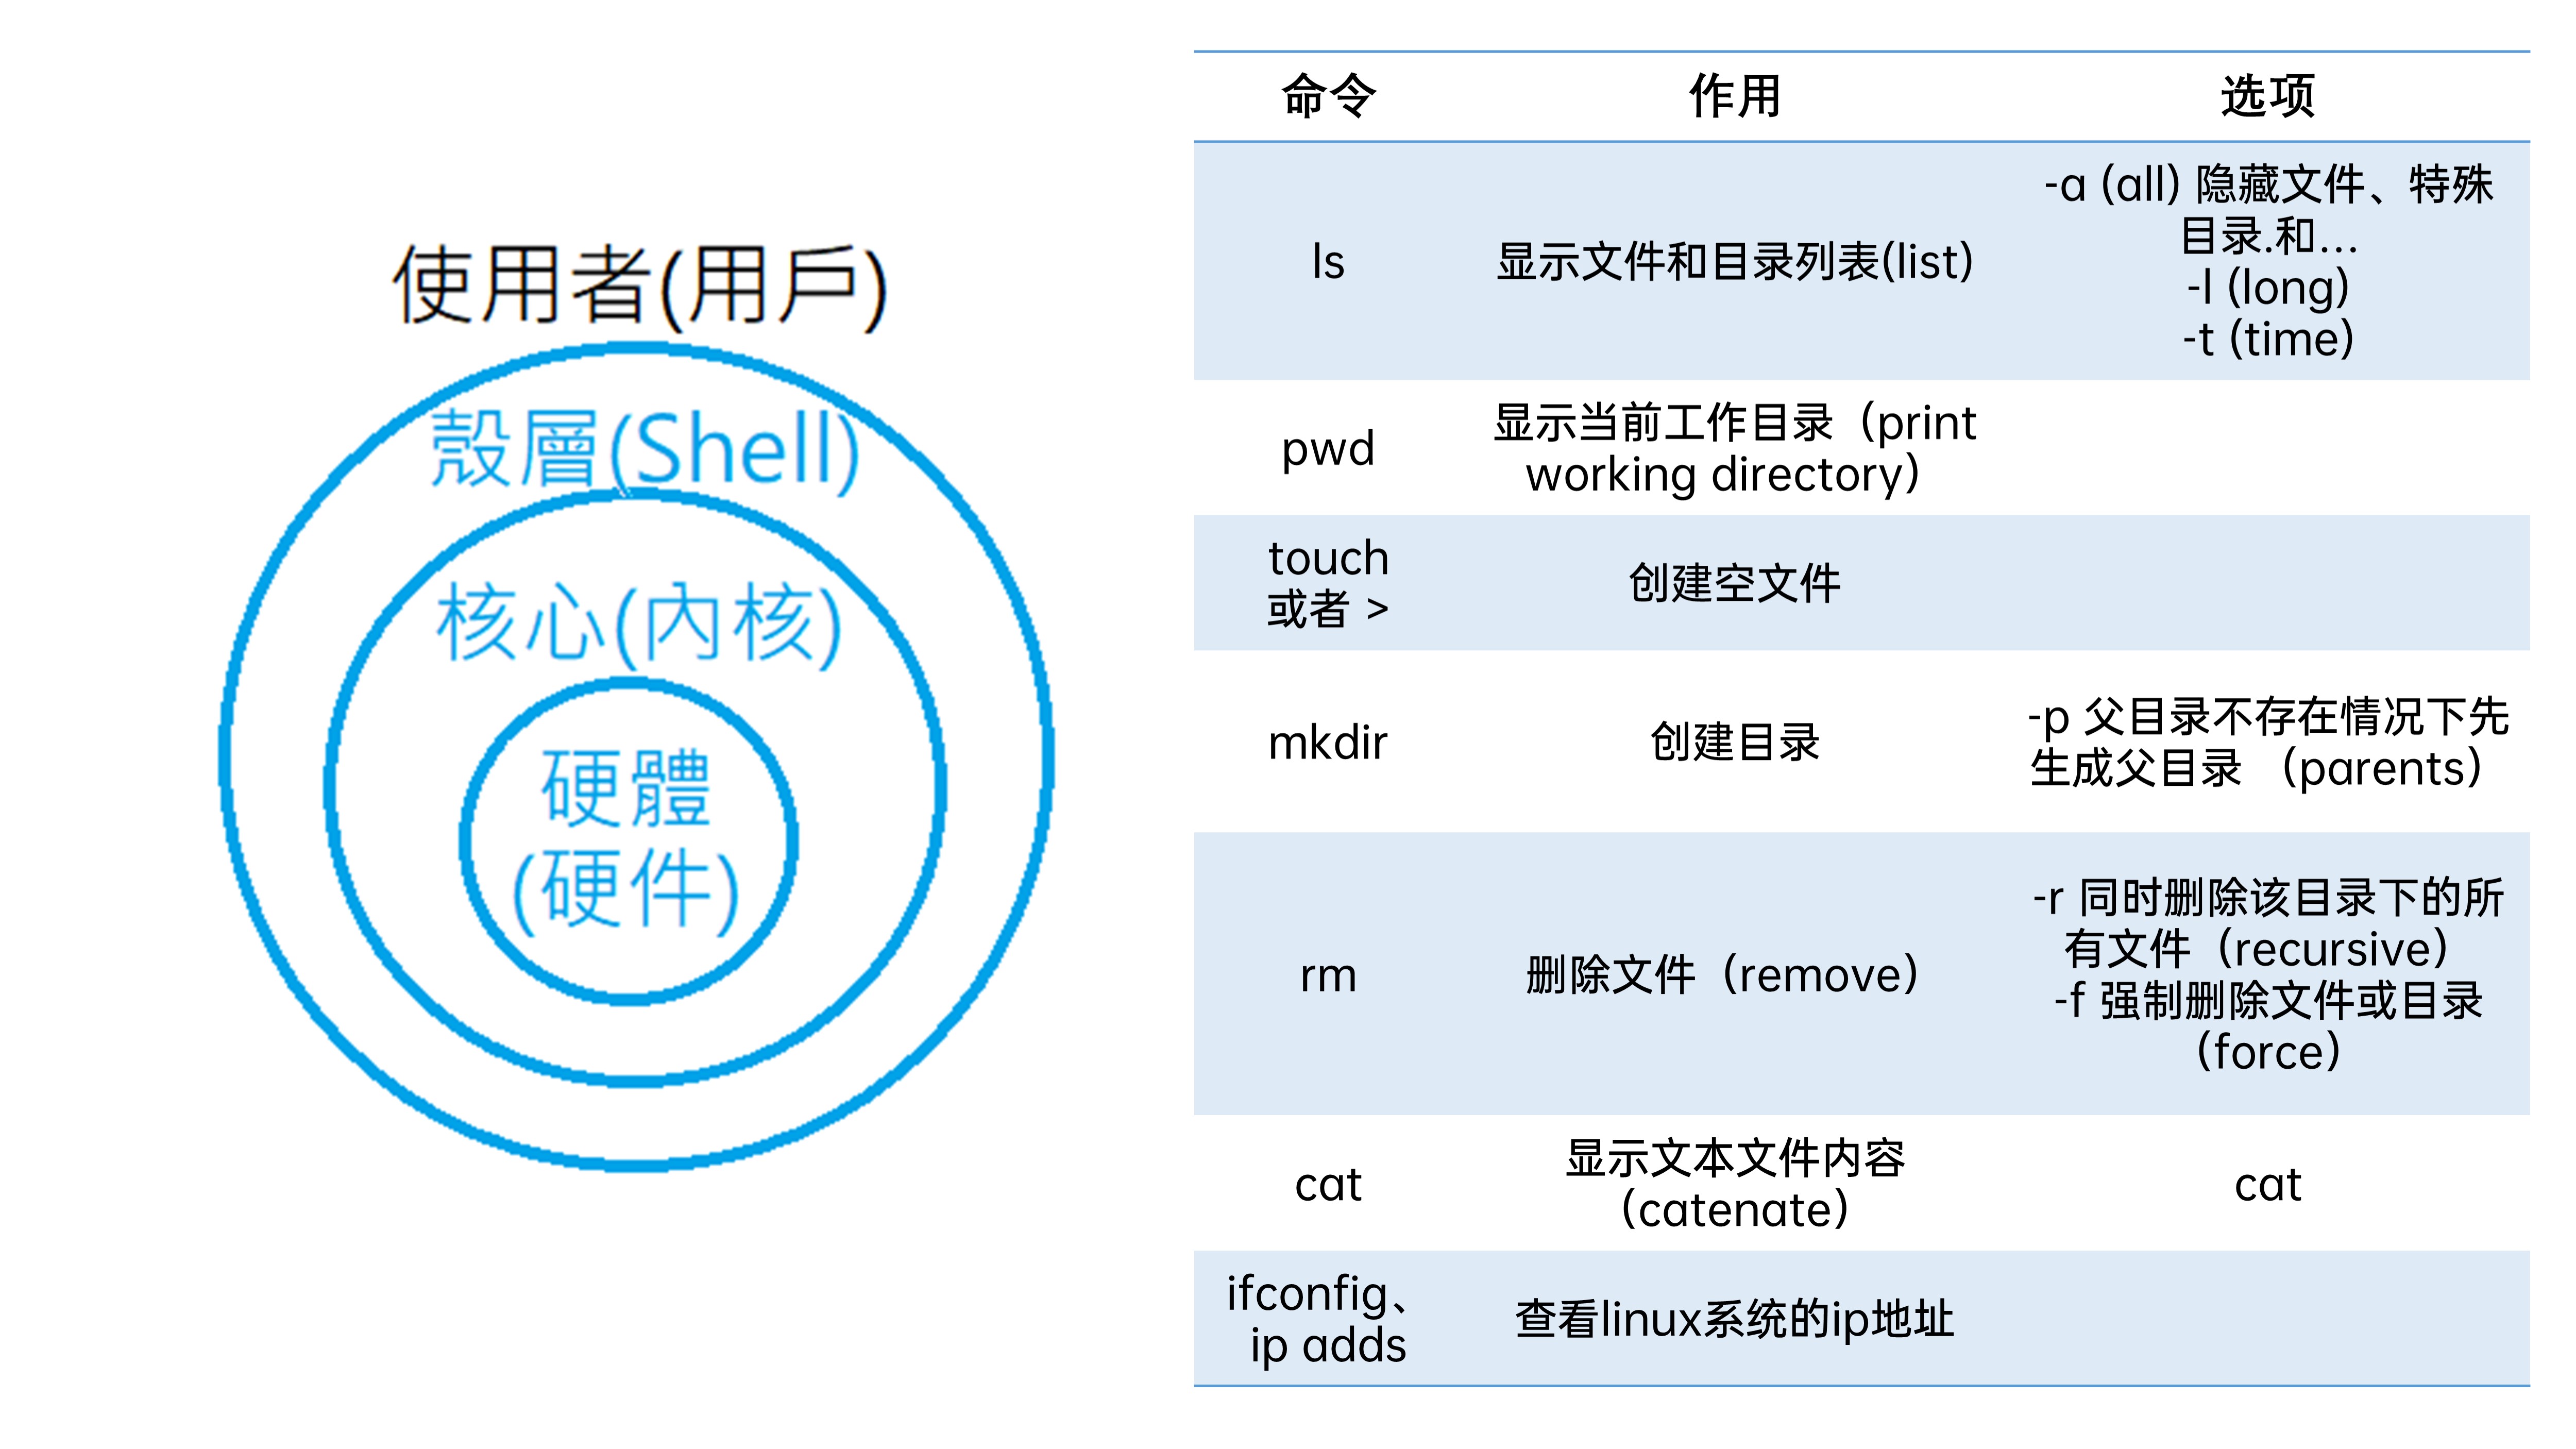 使用者(用戶)
殼層(Shell)
核心(內核)
硬體
(硬件)
命令
作用
选项
ls
显示文件和目录列表(list)
-a (all) 隐藏文件、特殊
目录.和…
-l (long)
-t (time)
pwd
显示当前工作目录（print
working directory）
touch
或者 >
创建空文件
mkdir
创建目录
-p 父目录不存在情况下先
生成父目录 （parents）
rm
删除文件（remove）
-r 同时删除该目录下的所
有文件（recursive）
-f 强制删除文件或目录
（force）
cat
显示文本文件内容
（catenate）
cat
ifconfig、
ip adds
查看linux系统的ip地址